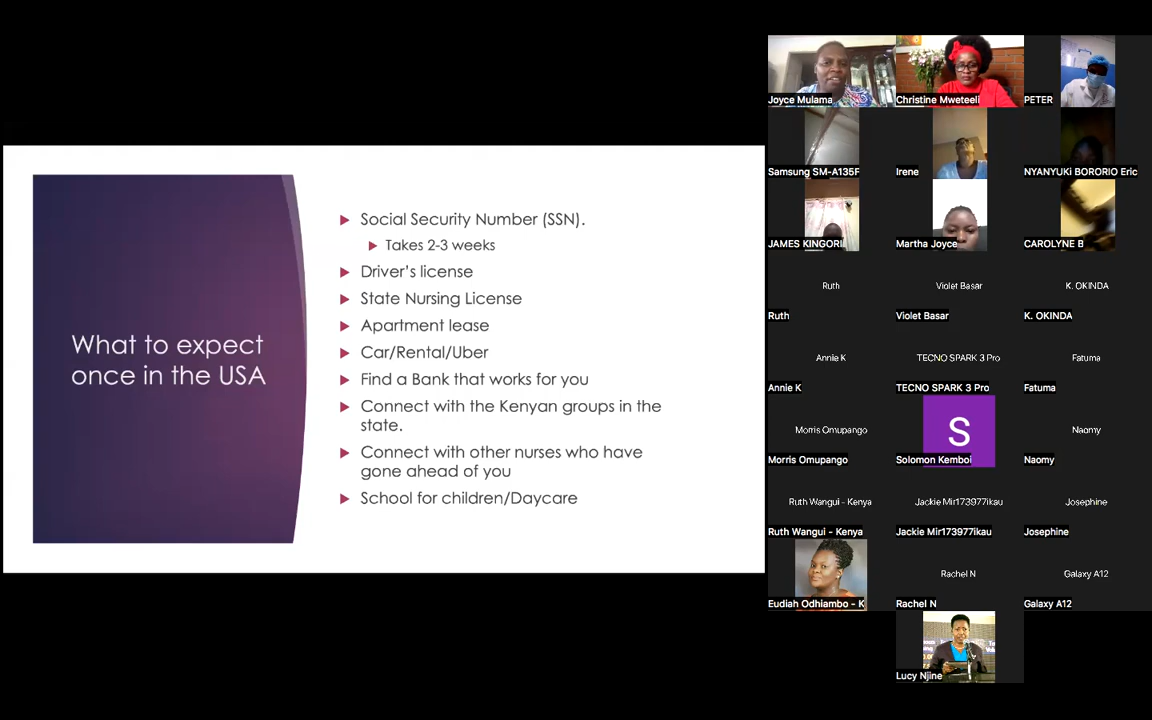 What to expect
once in the USA
Social Security Number (SSN).
Takes 2-3 weeks
Driver's license
State Nursing License
Apartment lease
Car/Rental/Uber
Find a Bank that works for you
Connect with the Kenyan groups in the
state.
Connect with other nurses who have
gone ahead of you
School for children/Daycare
Joyce Mulama
Christine Mweteeli
PETER
Samsung SM-A135F
Irene
NYANYUKi BORORIO Eric
JAMES KINGORI
Martha Joyce
CAROLYNE B
Ruth
Violet Basar
K. OKINDA
Ruth
Violet Basar
K. OKINDA
Annie K
TECNO SPARK 3 Pro
Fatuma
Annie K
TECNO SPARK 3 Pro
Fatuma
Morris Omupango
S
Naomy
Morris Omupango
Solomon Kemboi
Naomy
Ruth Wangui - Kenya
Jackie Mir173977ikau
Josephine
Ruth Wangui - Kenya
Jackie Mir173977ikau
Josephine
Rachel N
Galaxy A12
Eudiah Odhiambo - K
Rachel N
Galaxy A12
Lucy Njine